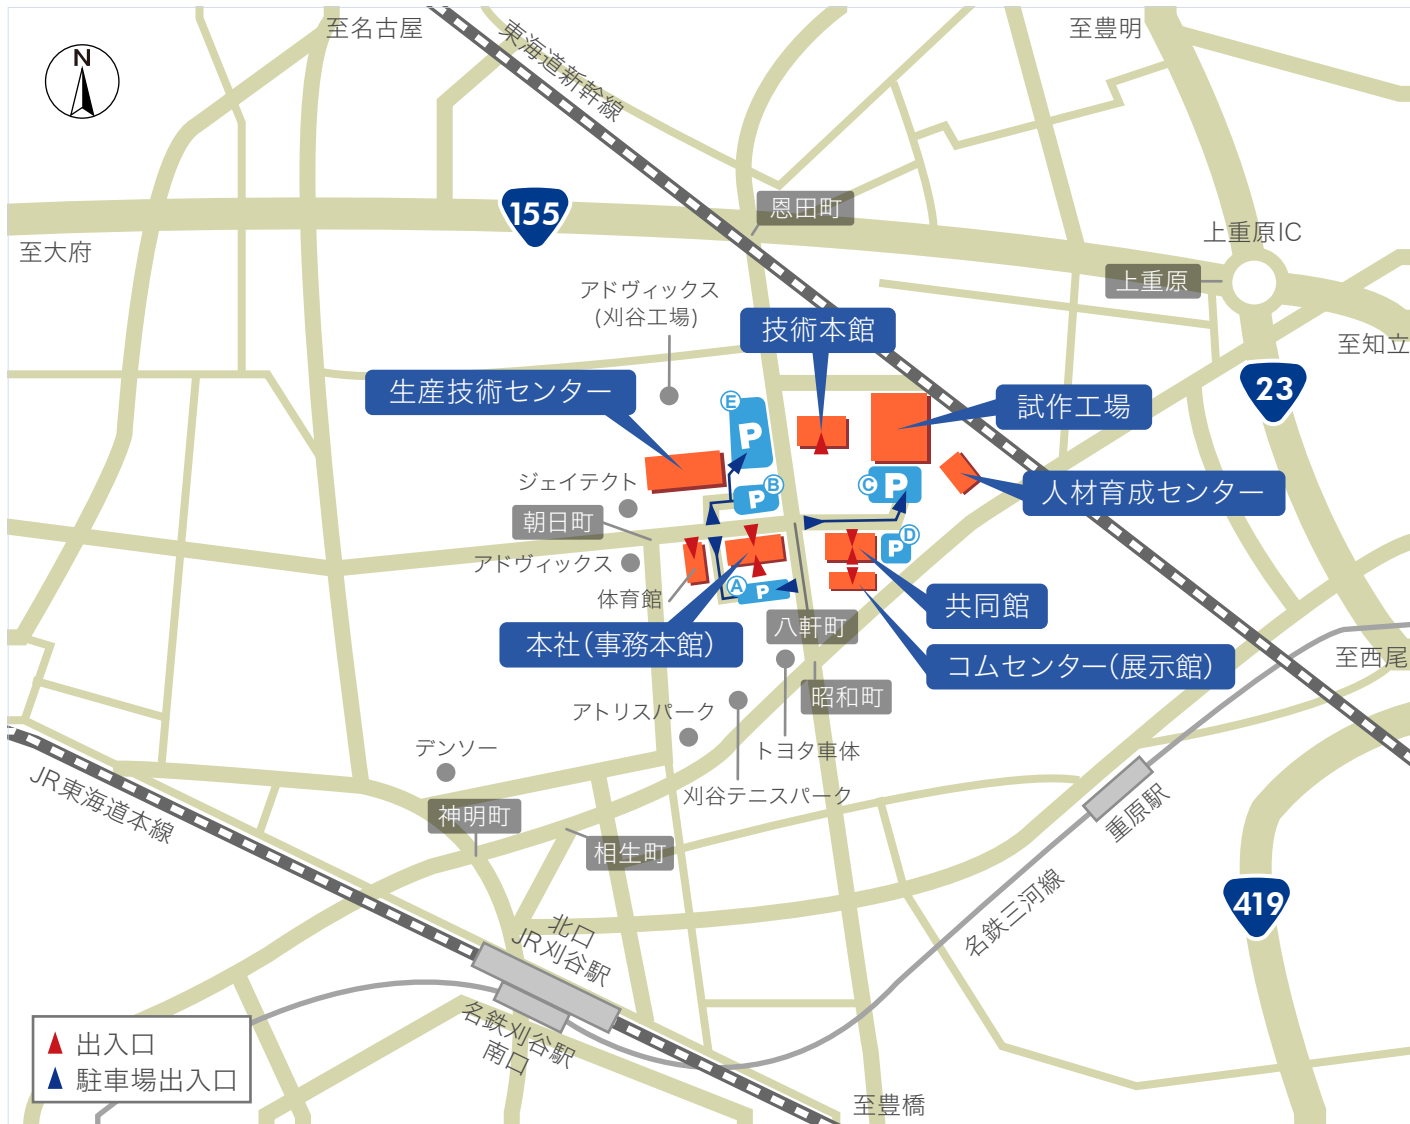 至名古屋
至豊明
N
東海道新幹線
155
恩田町
至大府
上重原IC
上重原
アドヴィックス
(刈谷工場)
技術本館
至知立
生産技術センター
試作工場
23
E
P
ジェイテクト
B
P
C
P
人材育成センター
朝日町
D
P
アドヴィックス
体育館
A
P
共同館
本社(事務本館)
八軒町
コムセンター(展示館)
至西尾
昭和町
アトリスパーク
デンソー
トヨタ車体
JR東海道本線
刈谷テニスパーク
重原駅
神明町
相生町
419
名鉄三河線
北口
JR刈谷駅
名鉄刈谷駅
南口
出入口
駐車場出入口
至豊橋